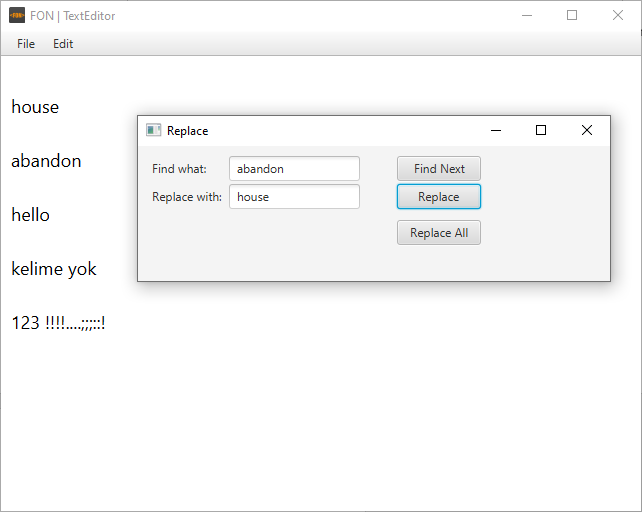 <FON> FON | TextEditor
File Edit
house
abandon
hello
kelime yok
123 !!!!....;;;::!
Replace
Find what: abandon Find Next
Replace with: house Replace
Replace All